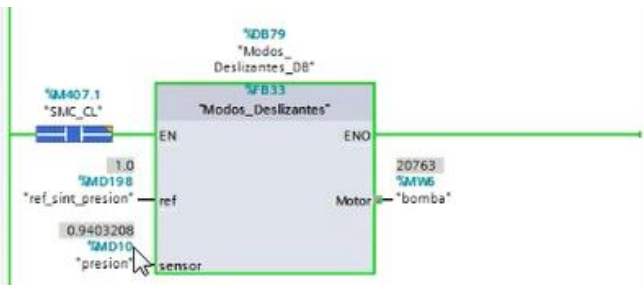 %DB79
"Modos_
Deslizantes_DB"
%M407.1
"SMC_CL"
%FB33
"Modos_Deslizantes"
EN
ENO
1.0
%MD198
"ref_sint_presion"
ref
20763
%MW6
Motor
"bomba"
0.9403208
%MD10
"presion"
sensor